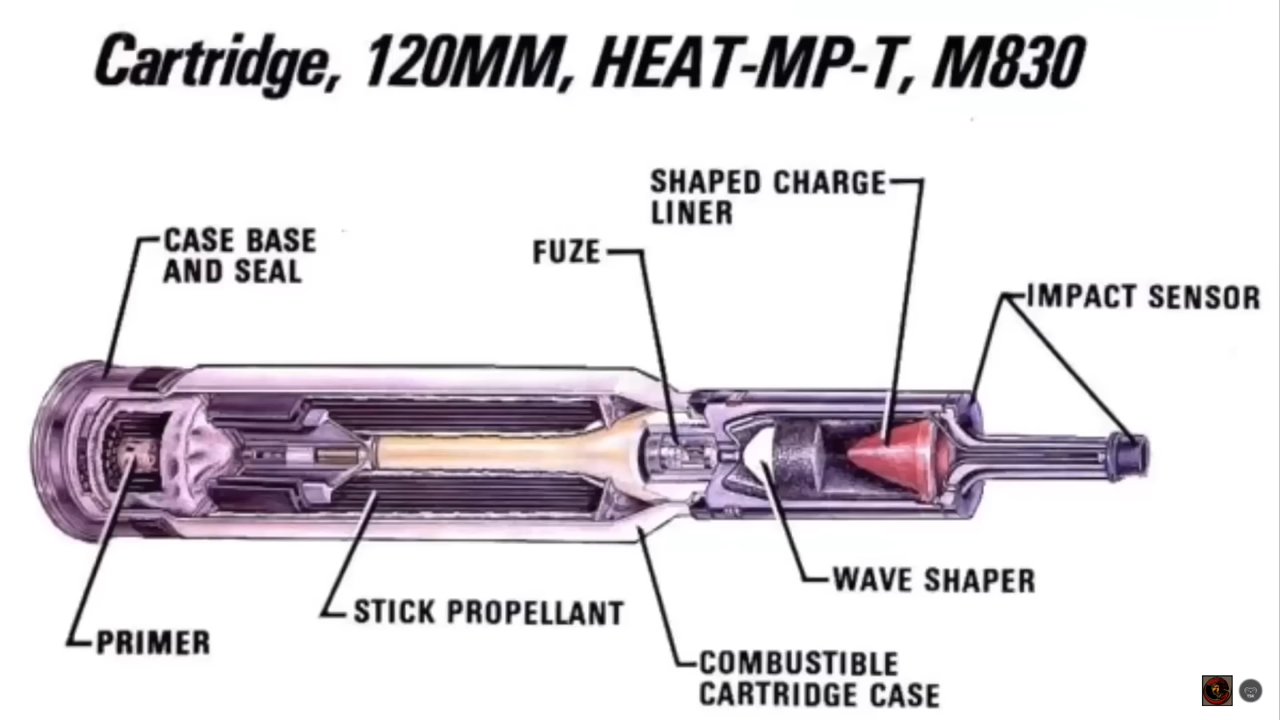 Cartridge, 120MM, HEAT-MP-T, M830
SHAPED CHARGE
LINER
CASE BASE
AND SEAL
FUZE
IMPACT SENSOR
WAVE SHAPER
STICK PROPELLANT
PRIMER
COMBUSTIBLE
CARTRIDGE CASE